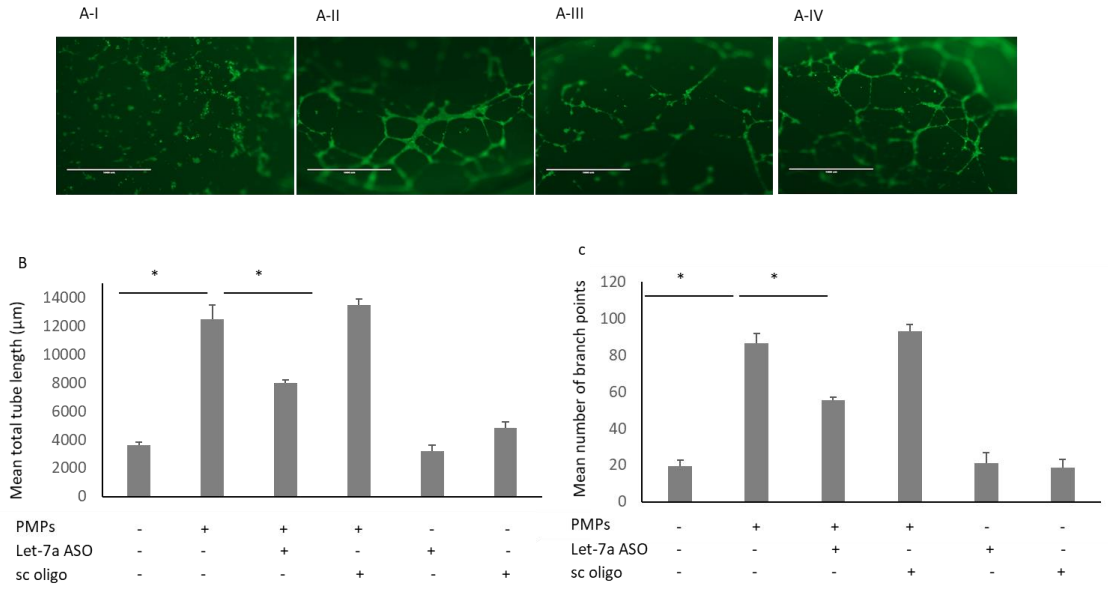 A-I
A-II
A-III
A-IV
B
*
*
Mean total tube length (µm)
14000
12000
10000
8000
6000
4000
2000
0
PMPs - + + + - -
Let-7a ASO - - + - + -
sc oligo - - - + - +
c
*
*
Mean number of branch points
120
100
80
60
40
20
0
PMPs - + + + - -
Let-7a ASO - - + - + -
sc oligo - - - + - +